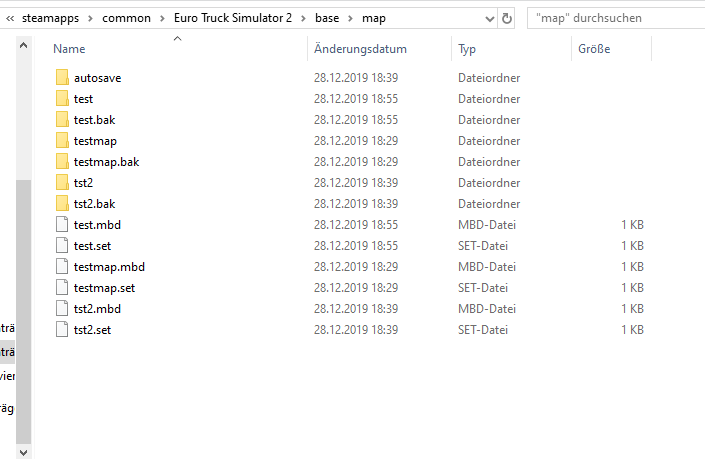 « steamapps > common > Euro Truck Simulator 2 > base > map
"map" durchsuchen
Name Änderungsdatum Typ Größe
autosave 28.12.2019 18:39 Dateiordner
test 28.12.2019 18:55 Dateiordner
test.bak 28.12.2019 18:55 Dateiordner
testmap 28.12.2019 18:29 Dateiordner
testmap.bak 28.12.2019 18:29 Dateiordner
tst2 28.12.2019 18:39 Dateiordner
tst2.bak 28.12.2019 18:39 Dateiordner
test.mbd 28.12.2019 18:55 MBD-Datei 1 KB
test.set 28.12.2019 18:55 SET-Datei 1 KB
testmap.mbd 28.12.2019 18:29 MBD-Datei 1 KB
testmap.set 28.12.2019 18:29 SET-Datei 1 KB
tst2.mbd 28.12.2019 18:39 MBD-Datei 1 KB
tst2.set 28.12.2019 18:39 SET-Datei 1 KB